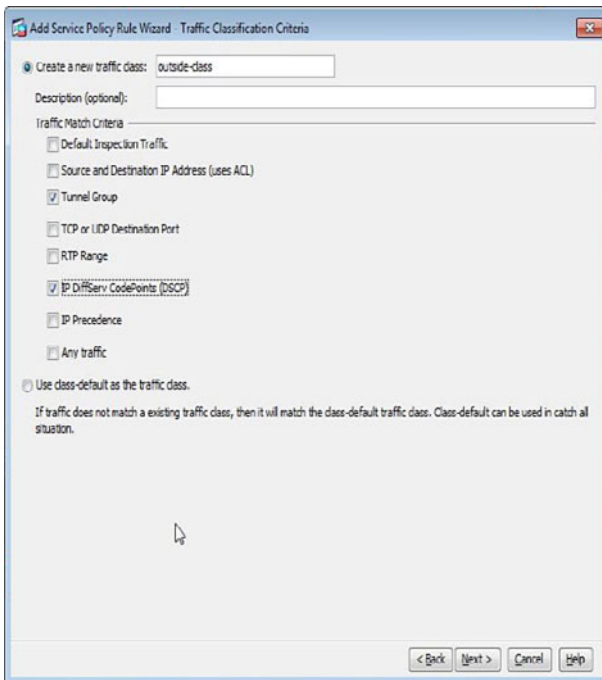 Add Service Policy Rule Wizard - Traffic Classification Criteria
Create a new traffic class: outside-class
Description (optional):
Traffic Match Criteria
Default Inspection Traffic
Source and Destination IP Address (uses ACL)
Tunnel Group
TCP or UDP Destination Port
RTP Range
IP DiffServ CodePoints (DSCP)
IP Precedence
Any traffic
Use class-default as the traffic class.
If traffic does not match a existing traffic class, then it will match the class-default traffic class. Class-default can be used in catch all
situation.
< Back Next > Cancel Help